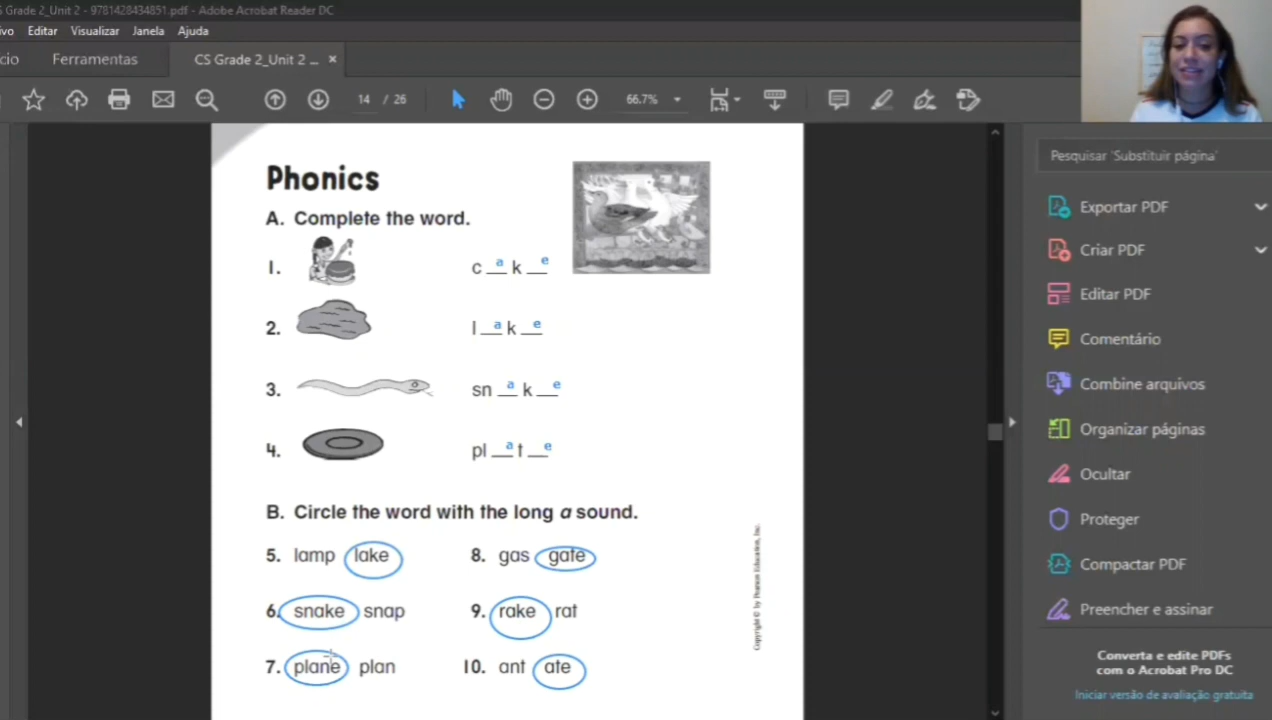 S Grade 2_Unit 2 - 9781428434851.pdf - Adobe Acrobat Reader DC
ivo Editar Visualizar Janela Ajuda
cio Ferramentas CS Grade 2_Unit 2 ... ×
14 / 26 66.7%
Phonics
A. Complete the word.
1. c a k e
2. l a k e
3. sn a k e
4. pl a t e
B. Circle the word with the long a sound.
5. lamp lake
6. snake snap
7. plane plan
8. gas gate
9. rake rat
10. ant ate
Copyright © by Pearson Education, Inc.
Pesquisar 'Substituir página'
Exportar PDF
Criar PDF
Editar PDF
Comentário
Combine arquivos
Organizar páginas
Ocultar
Proteger
Compactar PDF
Preencher e assinar
Converta e edite PDFs
com o Acrobat Pro DC
Iniciar versão de avaliação gratuita